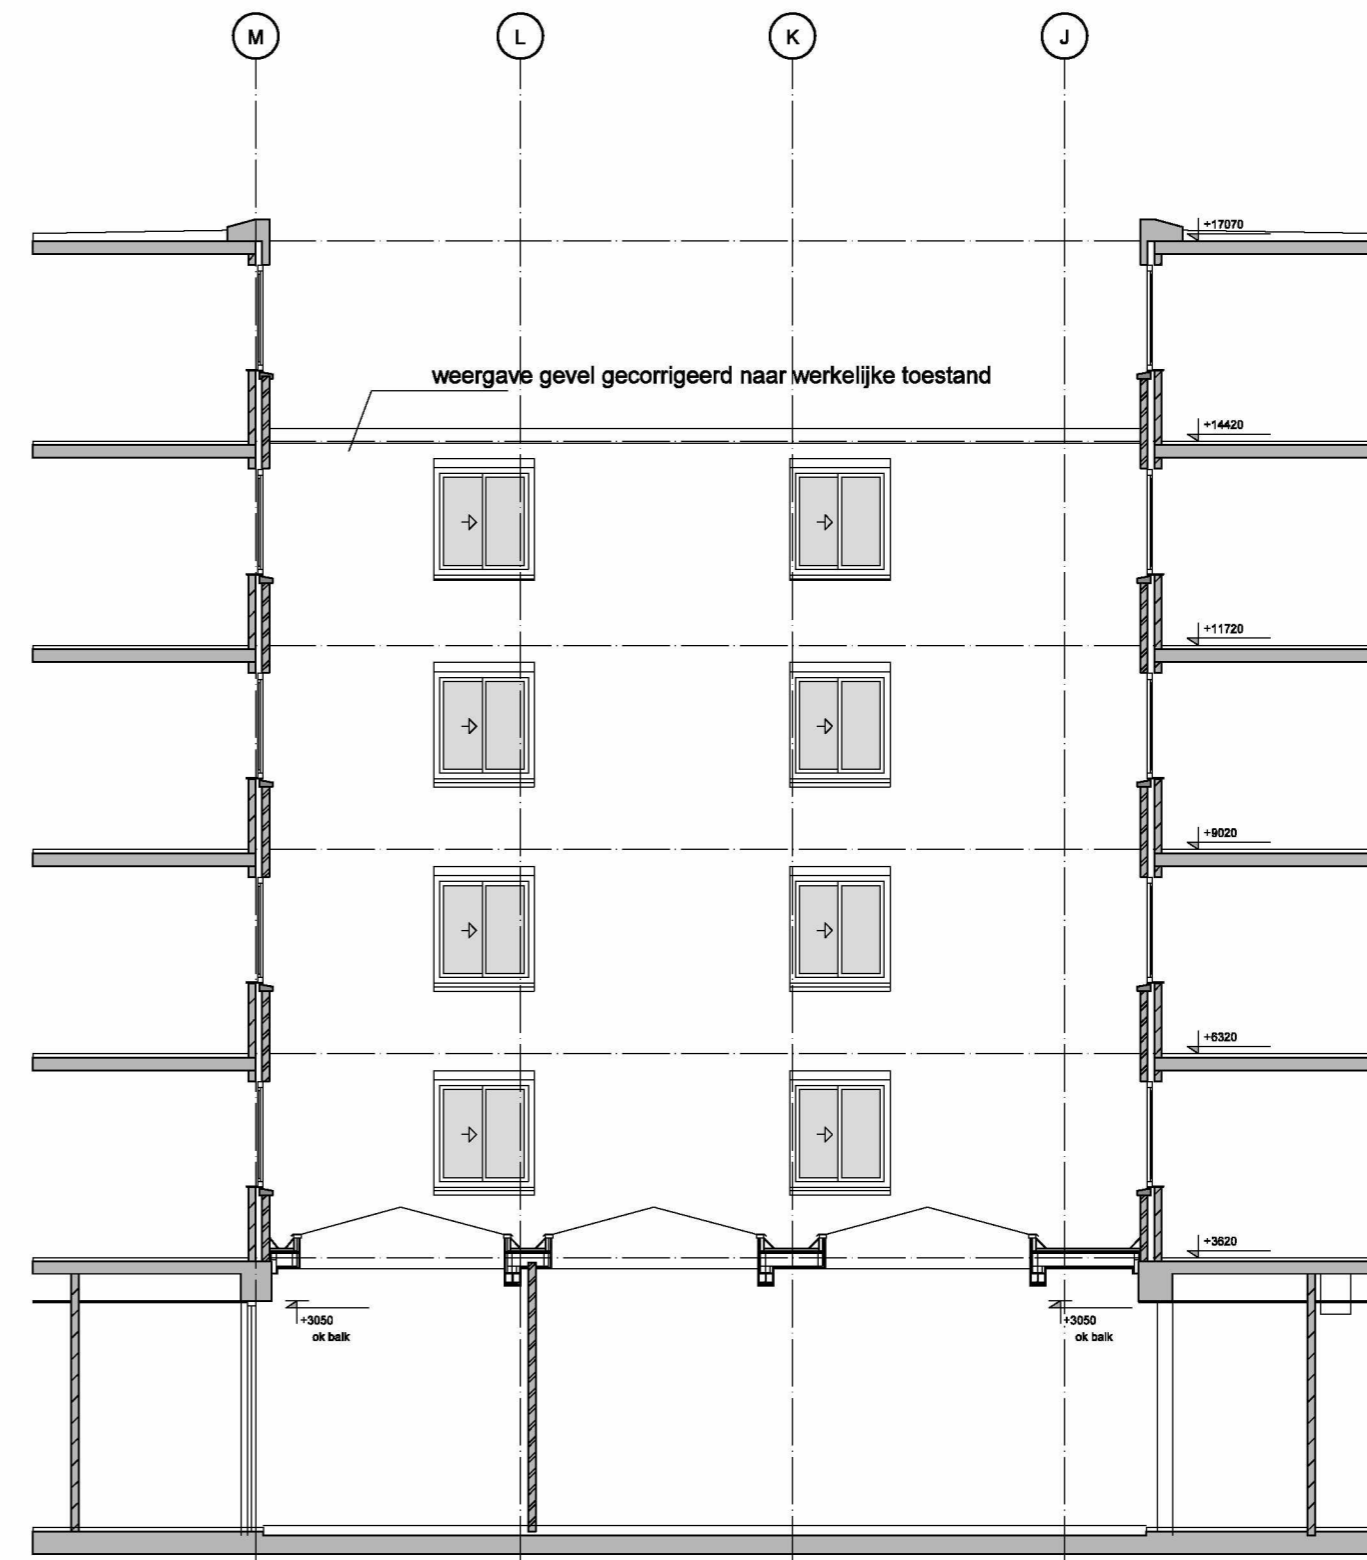 M L K J
+17070
weergave gevel gecorrigeerd naar werkelijke toestand
+14420
+11720
+9020
+6320
+3620
+3050
ok balk
+3050
ok balk